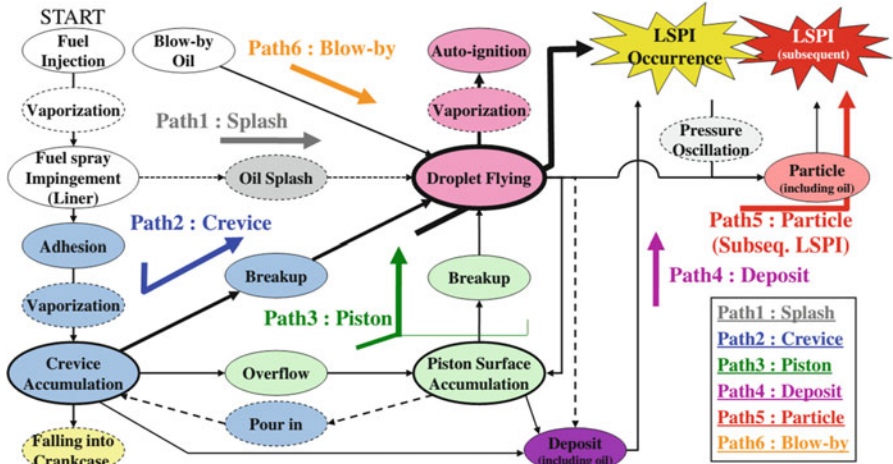 START
Fuel
Injection
Blow-by
Oil
Path6 : Blow-by
Auto-ignition
LSPI
Occurrence
LSPI
(subsequent)
Vaporization
Vaporization
Path1 : Splash
Pressure
Oscillation
Fuel spray
Impingement
(Liner)
Oil Splash
Droplet Flying
Particle
(including oil)
Path2 : Crevice
Path5 : Particle
(Subseq. LSPI)
Adhesion
Breakup
Breakup
Path4 : Deposit
Vaporization
Path3 : Piston
Path1 : Splash
Path2 : Crevice
Path3 : Piston
Path4 : Deposit
Path5 : Particle
Path6 : Blow-by
Crevice
Accumulation
Overflow
Piston Surface
Accumulation
Pour in
Falling into
Crankcase
Deposit
(including oil)